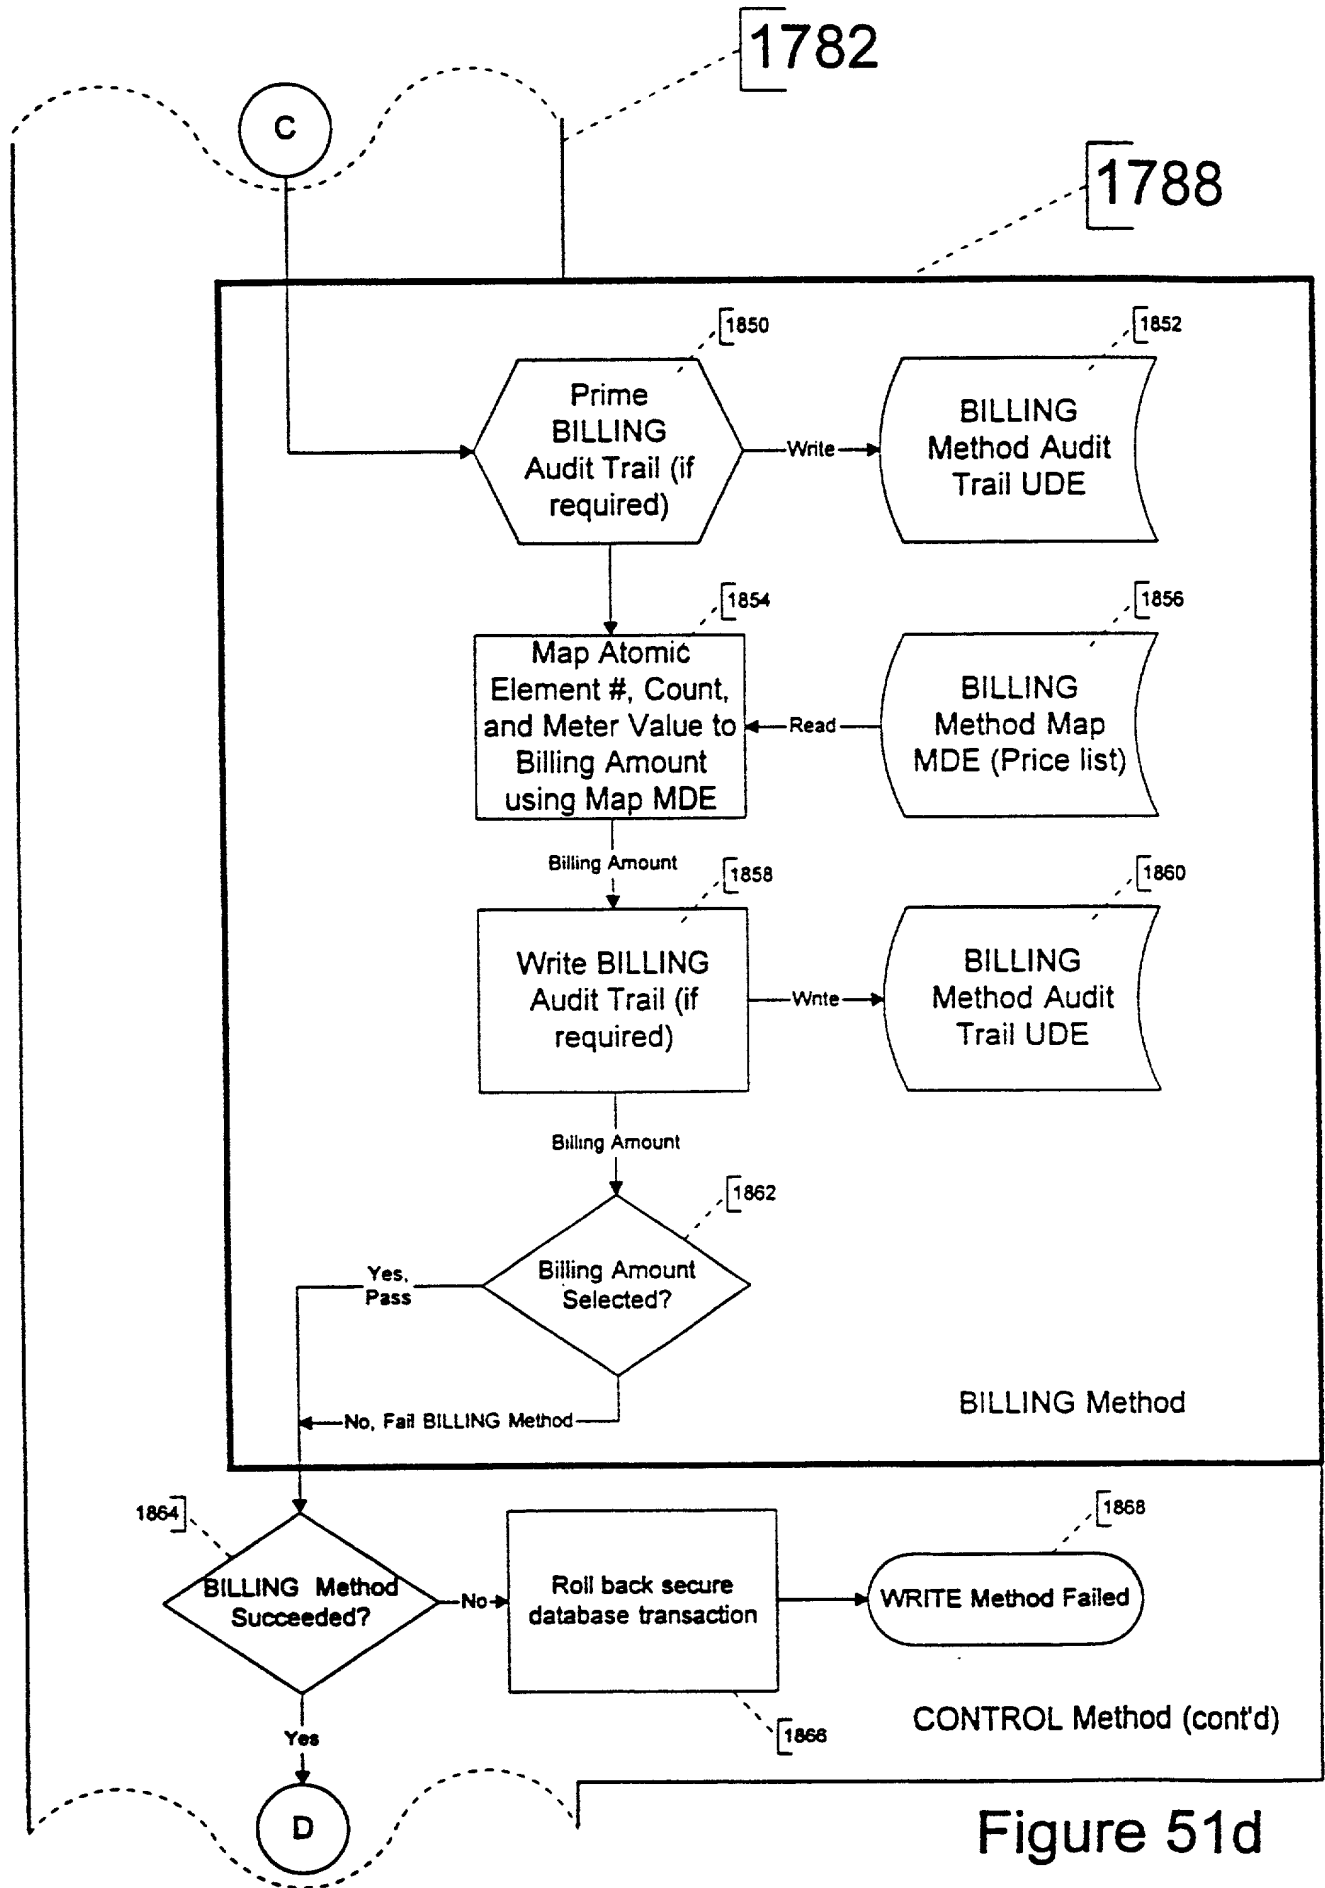 1782
C
1788
1850
1852
Prime
BILLING
Audit Trail (if
required)
Write
BILLING
Method Audit
Trail UDE
1854
1856
Map Atomic
Element #, Count,
and Meter Value to
Billing Amount
using Map MDE
Read
BILLING
Method Map
MDE (Price list)
Billing Amount
1858
1860
Write BILLING
Audit Trail (if
required)
Write
BILLING
Method Audit
Trail UDE
Billing Amount
1862
Billing Amount
Selected?
Yes,
Pass
No, Fail BILLING Method
BILLING Method
1864
1868
BILLING Method
Succeeded?
No
Roll back secure
database transaction
WRITE Method Failed
1866
CONTROL Method (cont'd)
Yes
D
Figure 51d